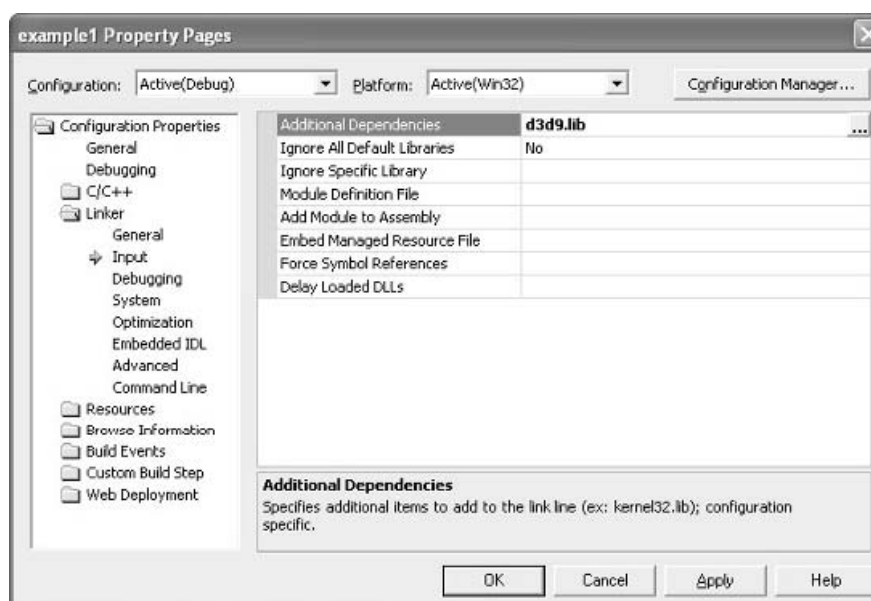 example1 Property Pages
Configuration: Active(Debug) Platform: Active(Win32) Configuration Manager...
Configuration Properties
General
Debugging
C/C++
Linker
General
Input
Debugging
System
Optimization
Embedded IDL
Advanced
Command Line
Resources
Browse Information
Build Events
Custom Build Step
Web Deployment
Additional Dependencies d3d9.lib ...
Ignore All Default Libraries No
Ignore Specific Library
Module Definition File
Add Module to Assembly
Embed Managed Resource File
Force Symbol References
Delay Loaded DLLs
Additional Dependencies
Specifies additional items to add to the link line (ex: kernel32.lib); configuration
specific.
OK Cancel Apply Help